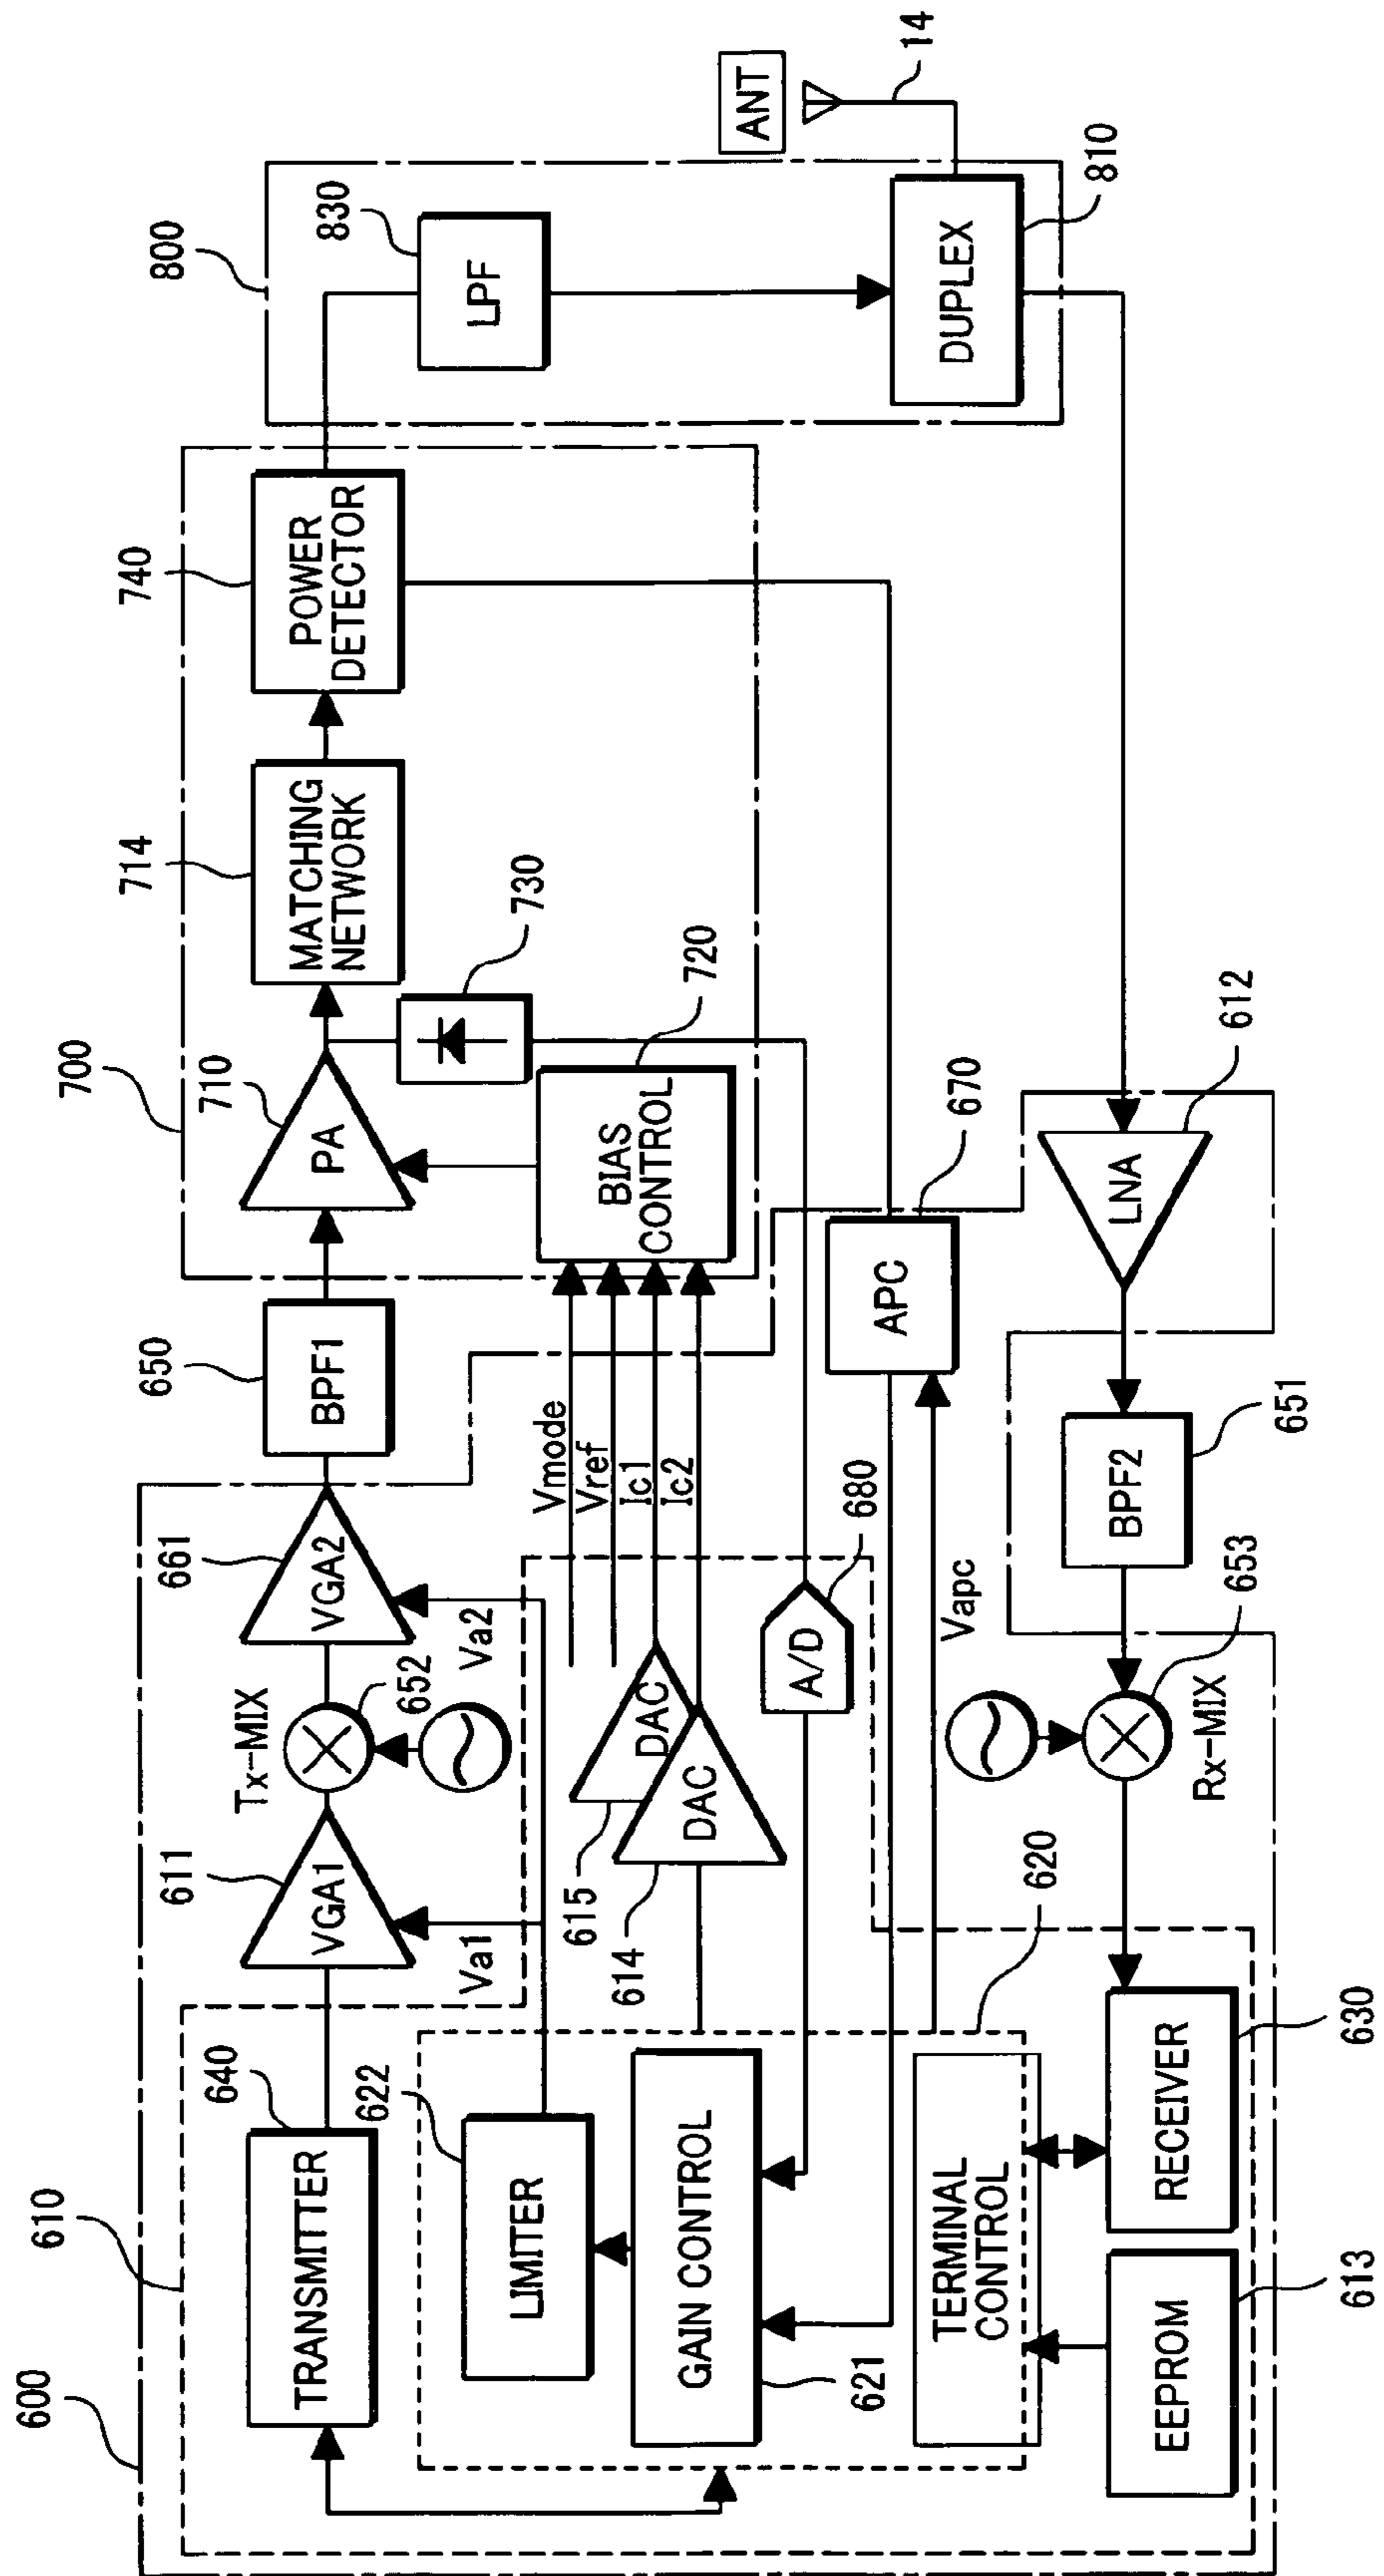 600
610
640
TRANSMITTER
611
VGA1
Va1
Tx-MIX
652
661
VGA2
Va2
650
BPF1
700
710
PA
714
MATCHING
NETWORK
740
POWER
DETECTOR
800
830
LPF
ANT
14
DUPLEX
810
730
720
BIAS
CONTROL
Vmode
Vref
Ic1
Ic2
622
LIMITER
GAIN CONTROL
621
615
DAC
614
DAC
A/D
680
Vapc
APC
670
620
TERMINAL
CONTROL
EEPROM
613
RECEIVER
630
Rx-MIX
653
BPF2
651
LNA
612